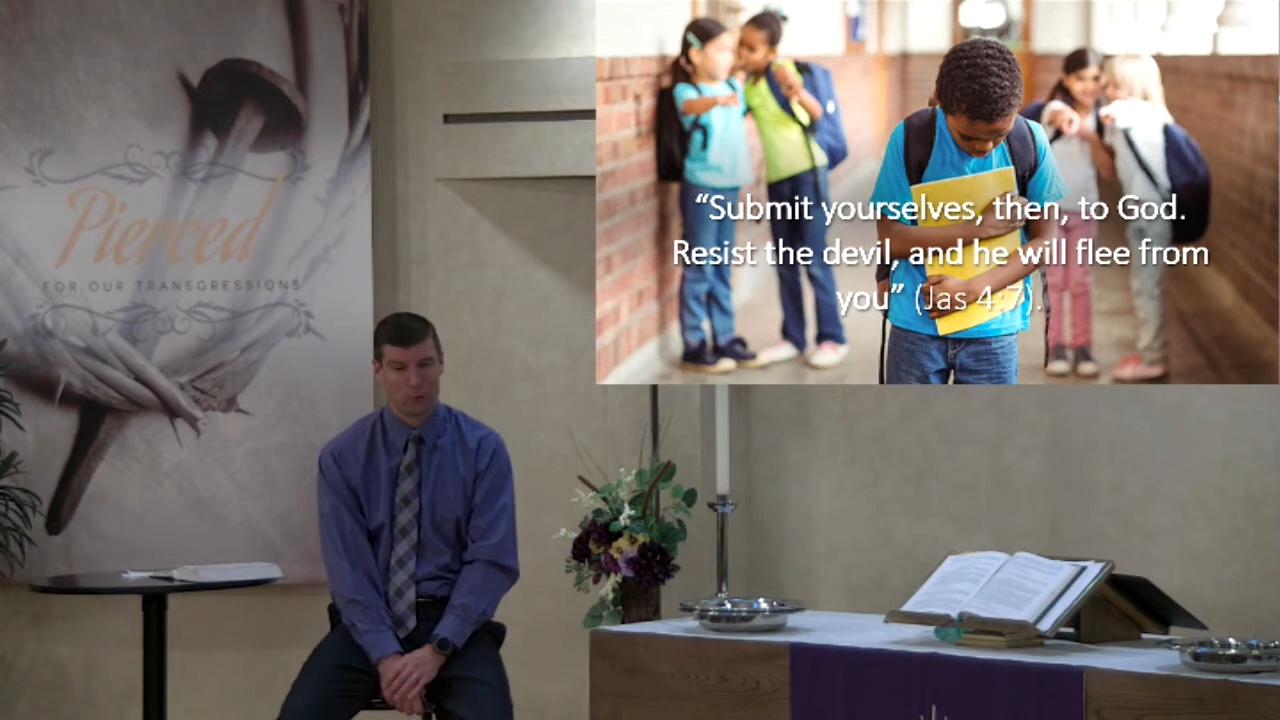 Pierced
FOR OUR TRANSGRESSIONS
“Submit yourselves, then, to God.
Resist the devil, and he will flee from
you” (Jas 4:7).